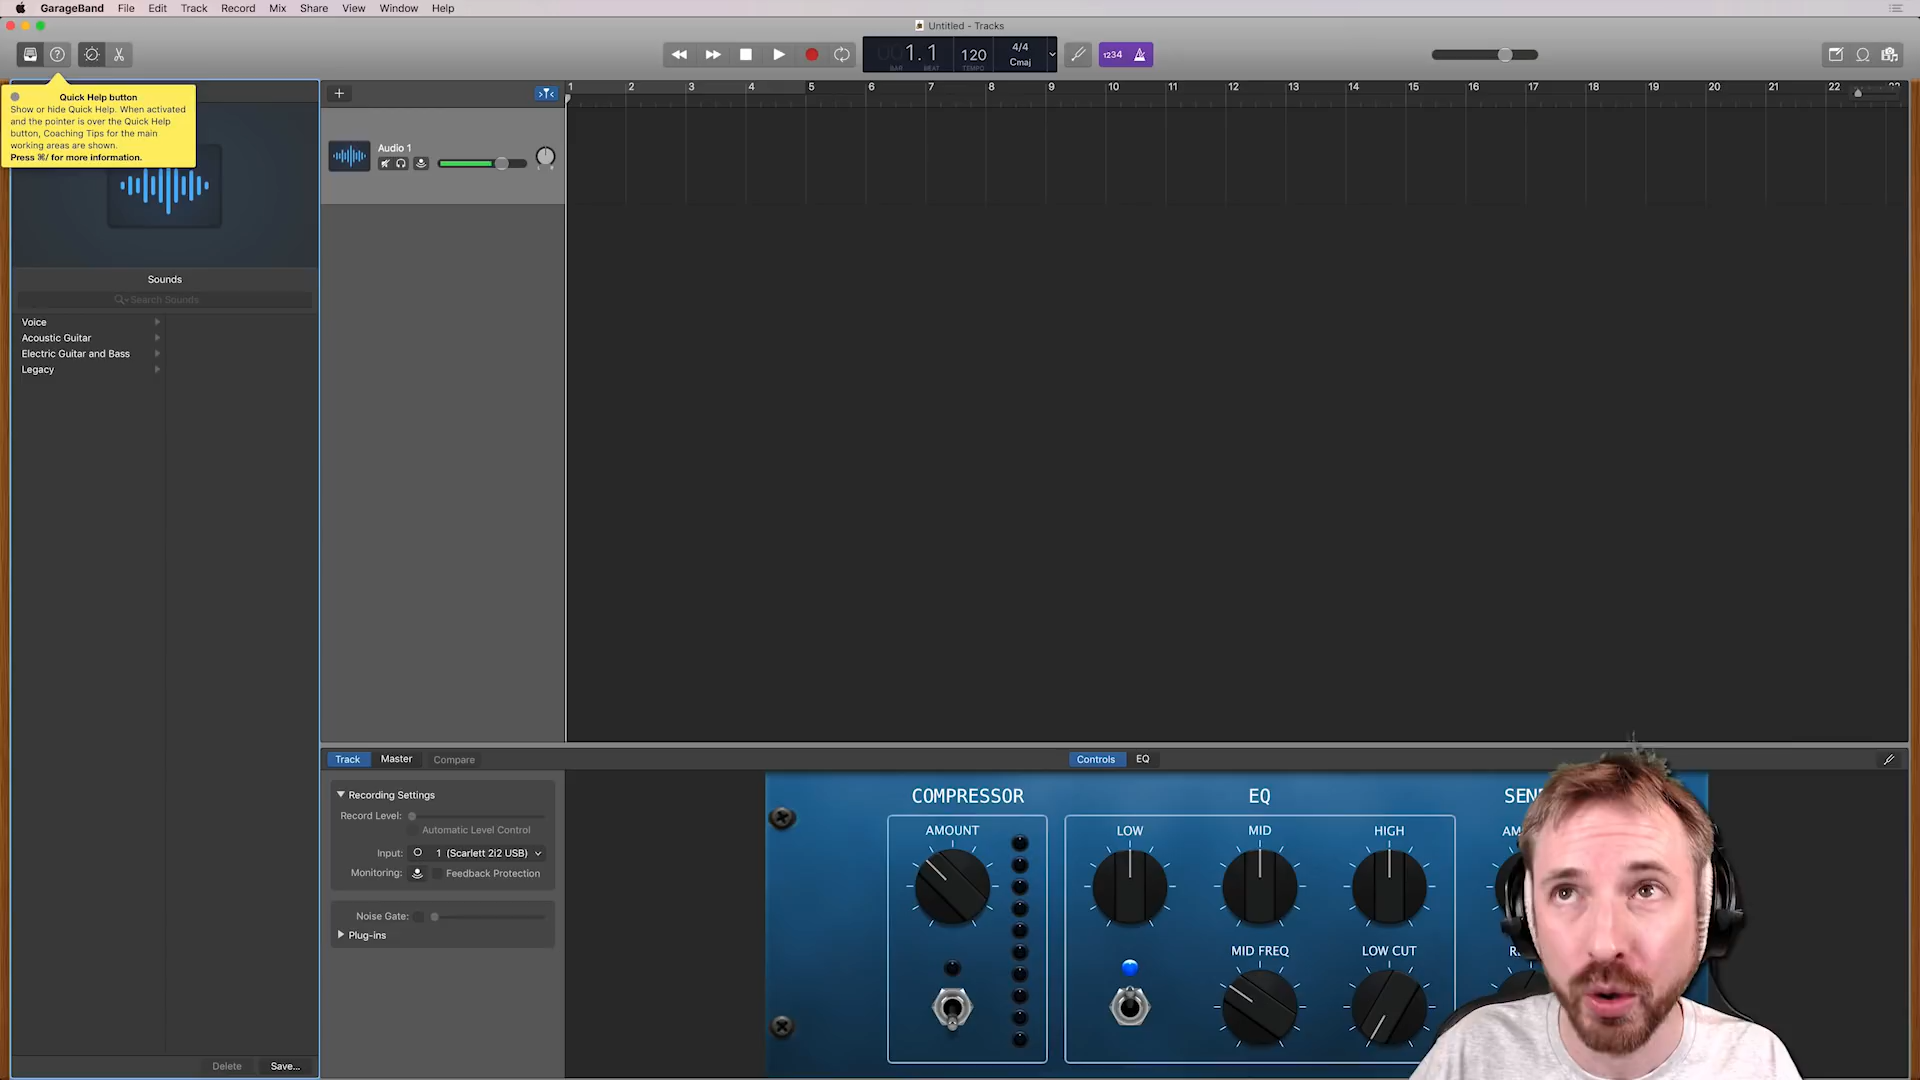 GarageBand File Edit Track Record Mix Share View Window Help
Untitled - Tracks
1.1
BAR BEAT
120
TEMPO
4/4
Cmaj
1234
Quick Help button
Show or hide Quick Help. When activated
and the pointer is over the Quick Help
button, Coaching Tips for the main
working areas are shown.
Press ⌘/ for more information.
Sounds
Search Sounds
Voice
Acoustic Guitar
Electric Guitar and Bass
Legacy
Delete Save...
1 2 3 4 5 6 7 8 9 10 11 12 13 14 15 16 17 18 19 20 21 22
Audio 1
L R
Track Master Compare
Controls EQ
Recording Settings
Record Level:
Automatic Level Control
Input: 1 (Scarlett 2i2 USB)
Monitoring: Feedback Protection
Noise Gate:
Plug-ins
COMPRESSOR
AMOUNT
EQ
LOW MID HIGH
MID FREQ LOW CUT